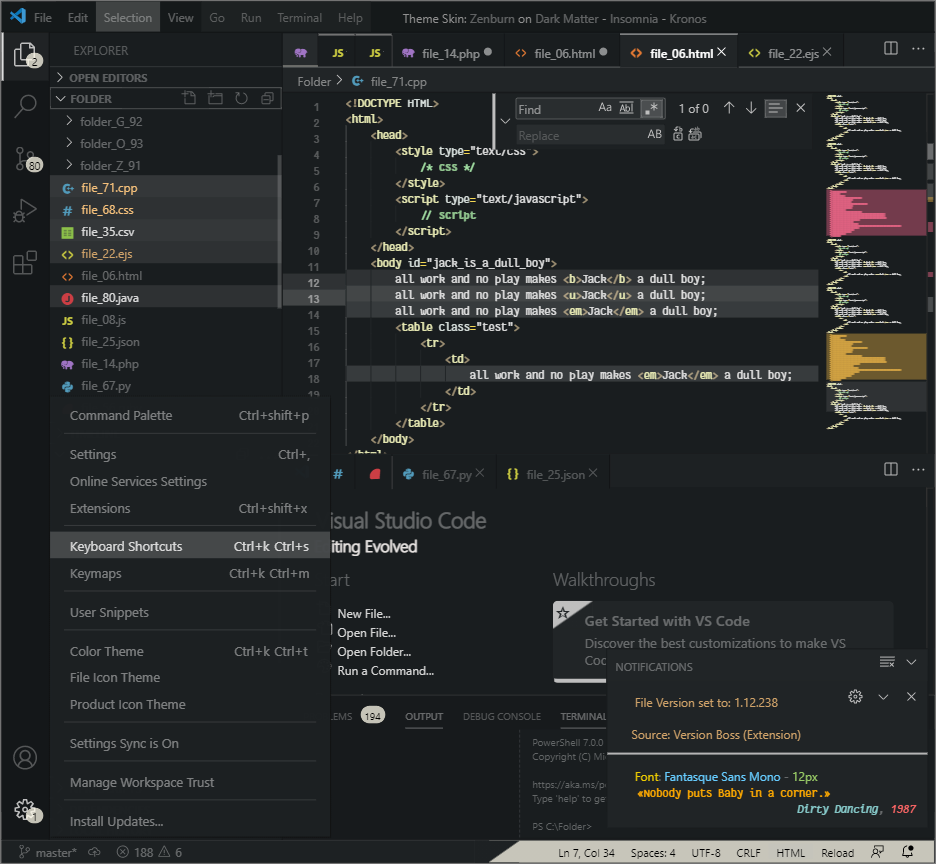 File Edit Selection View Go Run Terminal Help Theme Skin: Zenburn on Dark Matter - Insomnia - Kronos
2
EXPLORER
JS JS file_14.php file_06.html file_06.html file_22.ejs
OPEN EDITORS
FOLDER
folder_G_92
folder_O_93
folder_Z_91
file_71.cpp
file_68.css
file_35.csv
file_22.ejs
file_06.html
file_80.java
JS file_08.js
file_25.json
file_14.php
file_67.py
80
Folder > file_71.cpp
Find Aa Abl .* 1 of 0
Replace AB
1 <!DOCTYPE HTML>
2 <html>
3 <head>
4 <style type="text/css">
5 /* css */
6 </style>
7 <script type="text/javascript">
8 // script
9 </script>
10 </head>
11 <body id="jack_is_a_dull_boy">
12 all work and no play makes <b>Jack</b> a dull boy;
13 all work and no play makes <u>Jack</u> a dull boy;
14 all work and no play makes <em>Jack</em> a dull boy;
15 <table class="test">
16 <tr>
17 <td>
18 all work and no play makes <em>Jack</em> a dull boy;
</td>
</tr>
</table>
</body>
</html>
Command Palette Ctrl+shift+p
Settings Ctrl+,
Online Services Settings
Extensions Ctrl+shift+x
Keyboard Shortcuts Ctrl+k Ctrl+s
Keymaps Ctrl+k Ctrl+m
User Snippets
Color Theme Ctrl+k Ctrl+t
File Icon Theme
Product Icon Theme
Settings Sync is On
Manage Workspace Trust
Install Updates...
# file_67.py {} file_25.json
isual Studio Code
iting Evolved
art
New File...
Open File...
Open Folder...
Run a Command...
Walkthroughs
Get Started with VS Code
Discover the best customizations to make VS
LEMS 194 OUTPUT DEBUG CONSOLE TERMINAL
PowerShell 7.0.0
Copyright (C) Mi
https://aka.ms/p
Type 'help' to ge
PS C:\Folder>
NOTIFICATIONS
File Version set to: 1.12.238
Source: Version Boss (Extension)
Font: Fantasque Sans Mono - 12px
«Nobody puts Baby in a corner.»
Dirty Dancing, 1987
1
master* 188 6 Ln 7, Col 34 Spaces: 4 UTF-8 CRLF HTML Reload